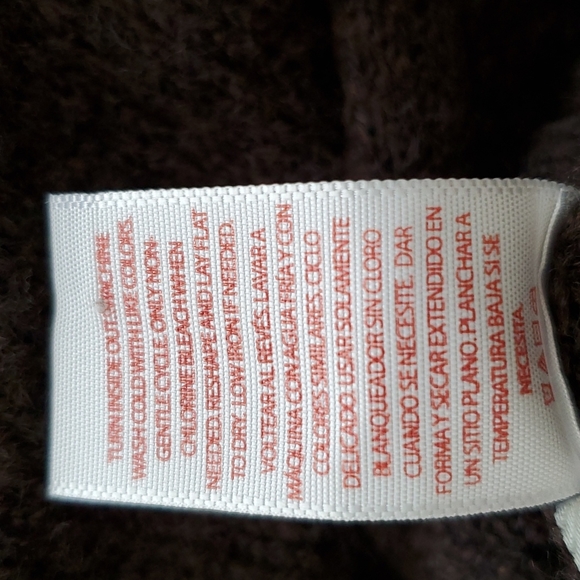 TURN INSIDE OUT. MACHINE
WASH COLD WITH LIKE COLORS.
GENTLE CYCLE. ONLY NON-
CHLORINE BLEACH WHEN
NEEDED. RESHAPE AND LAY FLAT
TO DRY. LOW IRON IF NEEDED.
VOLTEAR AL REVÉS. LAVAR A
MAQUINA CON AGUA FRÍA Y CON
COLORES SIMILARES. CICLO
DELICADO. USAR SOLAMENTE
BLANQUEADOR SIN CLORO
CUANDO SE NECESITE. DAR
FORMA Y SECAR EXTENDIDO EN
UN SITIO PLANO. PLANCHAR A
TEMPERATURA BAJA SI SE
NECESITA.